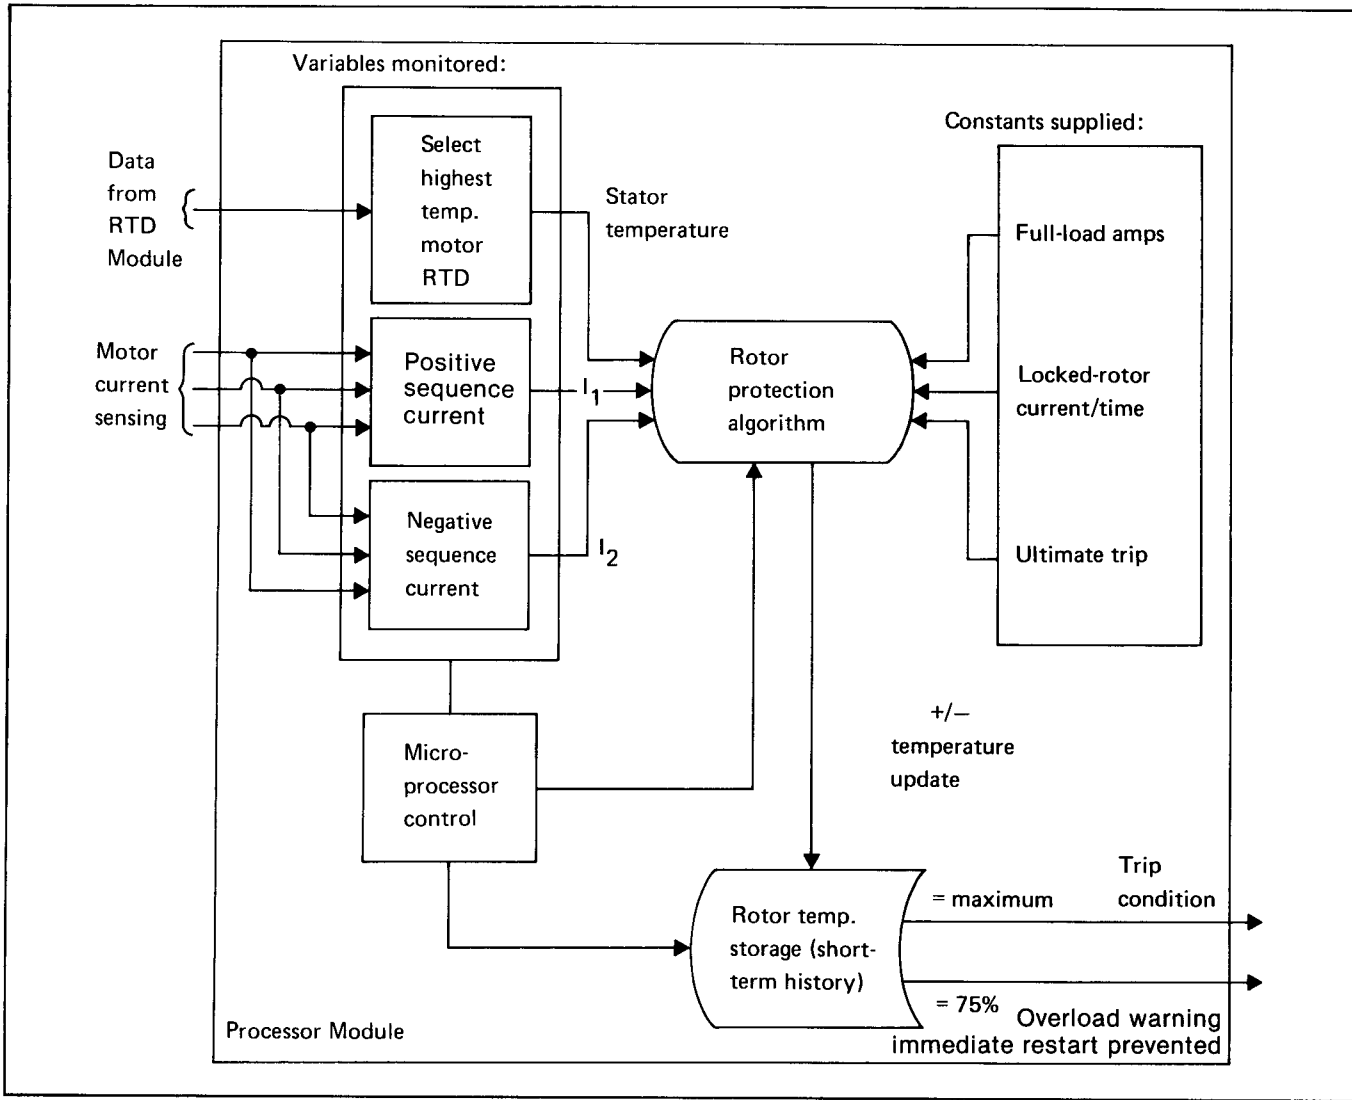 Variables monitored:
Constants supplied:
Data
from
RTD
Module
Select
highest
temp.
motor
RTD
Stator
temperature
Full-load amps
Motor
current
sensing
Positive
sequence
current
I1
Rotor
protection
algorithm
Locked-rotor
current/time
Negative
sequence
current
I2
Ultimate trip
Micro-
processor
control
+/–
temperature
update
Rotor temp.
storage (short-
term history)
= maximum
Trip
condition
= 75%
Overload warning
immediate restart prevented
Processor Module